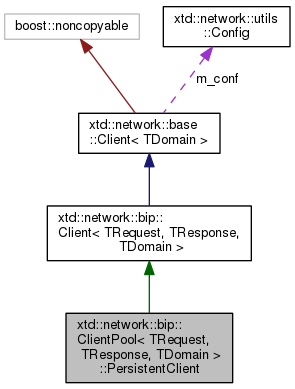 boost::noncopyable
xtd::network::utils
::Config
m_conf
xtd::network::base
::Client< TDomain >
xtd::network::bip::
Client< TRequest, TResponse,
TDomain >
xtd::network::bip::
ClientPool< TRequest,
TResponse, TDomain >
::PersistentClient